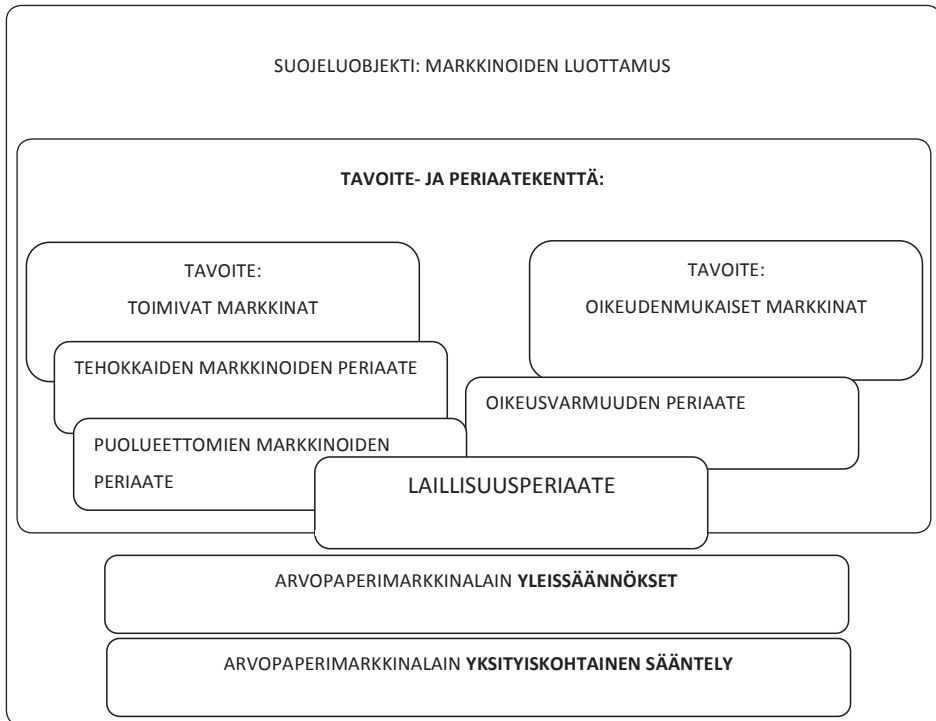 SUOJELUOBJEKTI: MARKKINOIDEN LUOTTAMUS
TAVOITE- JA PERIAATEKENTTÄ:
TAVOITE:
TOIMIVAT MARKKINAT
TAVOITE:
OIKEUDENMUKAISET MARKKINAT
TEHOKKAIDEN MARKKINOIDEN PERIAATE
OIKEUSVARMUUDEN PERIAATE
PUOLUEETTOMIEN MARKKINOIDEN
PERIAATE
LAILLISUUSPERIAATE
ARVOPAPERIMARKKINALAIN YLEISSÄÄNNÖKSET
ARVOPAPERIMARKKINALAIN YKSITYISKOHTAINEN SÄÄNTELY